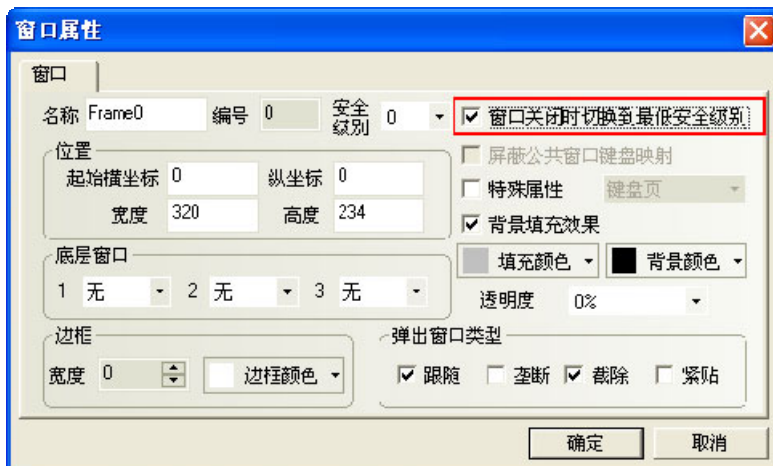 窗口属性
窗口
名称 Frame0 编号 0 安全级别 0 窗口关闭时切换到最低安全级别
位置
屏蔽公共窗口键盘映射
起始横坐标 0 纵坐标 0
特殊属性 键盘页
宽度 320 高度 234
背景填充效果
底层窗口
填充颜色 背景颜色
1 无 2 无 3 无
透明度 0%
边框
弹出窗口类型
宽度 0 边框颜色
跟随 垄断 截除 紧贴
确定 取消